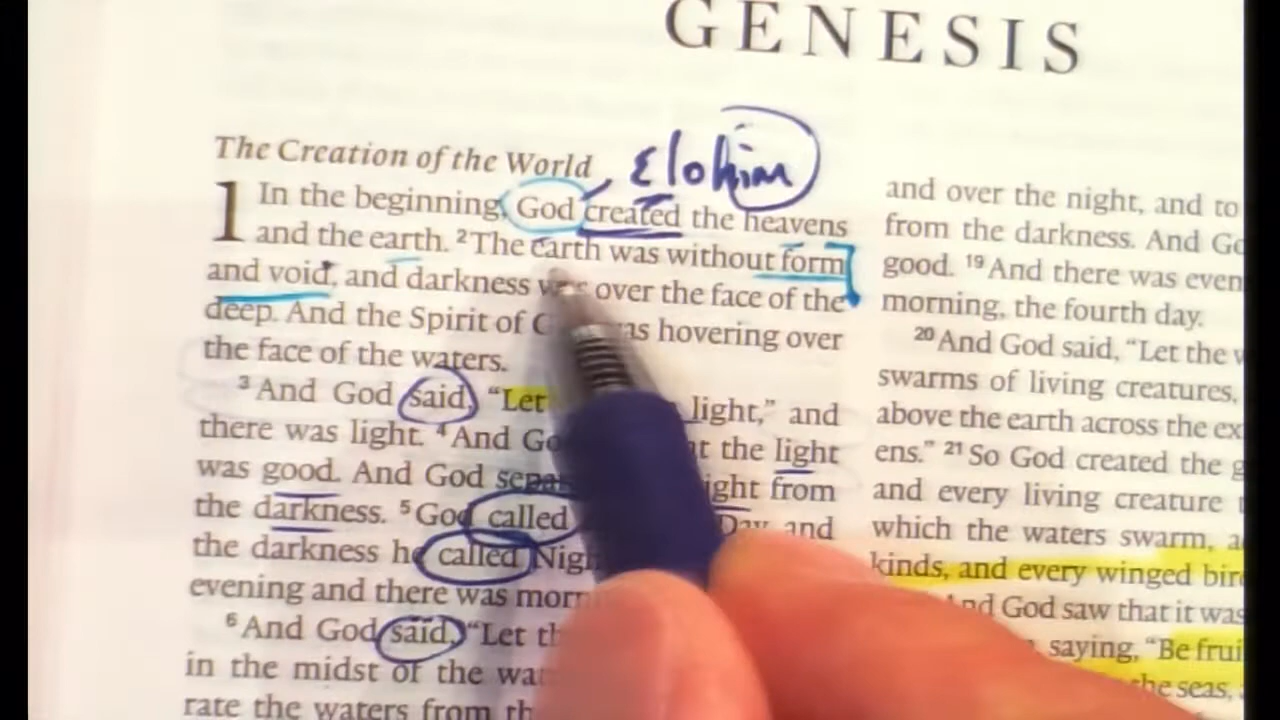 GENESIS
The Creation of the World
Elohim
1 In the beginning, God created the heavens
and the earth. 2 The earth was without form
and void, and darkness was over the face of the
deep. And the Spirit of was hovering over
the face of the waters.
3 And God said, “Let light,” and
there was light. 4 And the light
was good. And God from
the darkness. 5 God called Day and
the darkness he called
evening and there was
6 And God said, “Let
in the midst of the
rate the waters from
and over the night, and to
from the darkness. And
good. 19 And there was
morning, the fourth day.
20 And God said, “Let the
swarms of living creatures,
above the earth across the
ens.” 21 So God created the
and every living creature
which the waters swarm,
kinds, and every winged
And God saw that it was
saying, “Be
the seas,